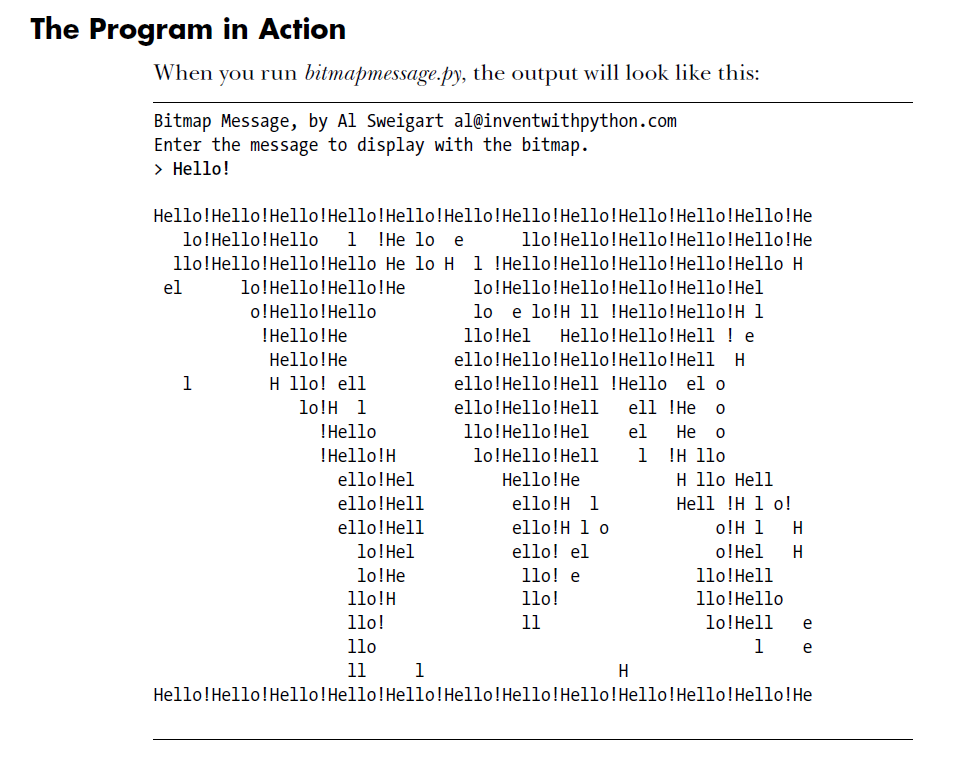 The Program in Action
When you run bitmapmessage.py, the output will look like this:
Bitmap Message, by Al Sweigart al@inventwithpython.com
Enter the message to display with the bitmap.
> Hello!
Hello!Hello!Hello!Hello!Hello!Hello!Hello!Hello!Hello!Hello!Hello!He
   lo!Hello!Hello   l  !He lo  e      llo!Hello!Hello!Hello!Hello!He
  llo!Hello!Hello!Hello He lo H  l !Hello!Hello!Hello!Hello!Hello H
 el      lo!Hello!Hello!He       lo!Hello!Hello!Hello!Hello!Hel
          o!Hello!Hello          lo  e lo!H ll !Hello!Hello!H l
           !Hello!He            llo!Hel   Hello!Hello!Hell ! e
            Hello!He           ello!Hello!Hello!Hello!Hell  H
   l        H llo! ell         ello!Hello!Hell !Hello  el o
               lo!H  l         ello!Hello!Hell   ell !He  o
                 !Hello         llo!Hello!Hel    el   He  o
                 !Hello!H        lo!Hello!Hell    l  !H llo
                   ello!Hel         Hello!He          H llo Hell
                   ello!Hell         ello!H  l        Hell !H l o!
                   ello!Hell         ello!H l o           o!H l   H
                     lo!Hel          ello! el             o!Hel   H
                     lo!He            llo! e            llo!Hell
                    llo!H             llo!              llo!Hello
                    llo!              ll                 lo!Hell   e
                    llo                                       l    e
                    ll     l                    H
Hello!Hello!Hello!Hello!Hello!Hello!Hello!Hello!Hello!Hello!Hello!He